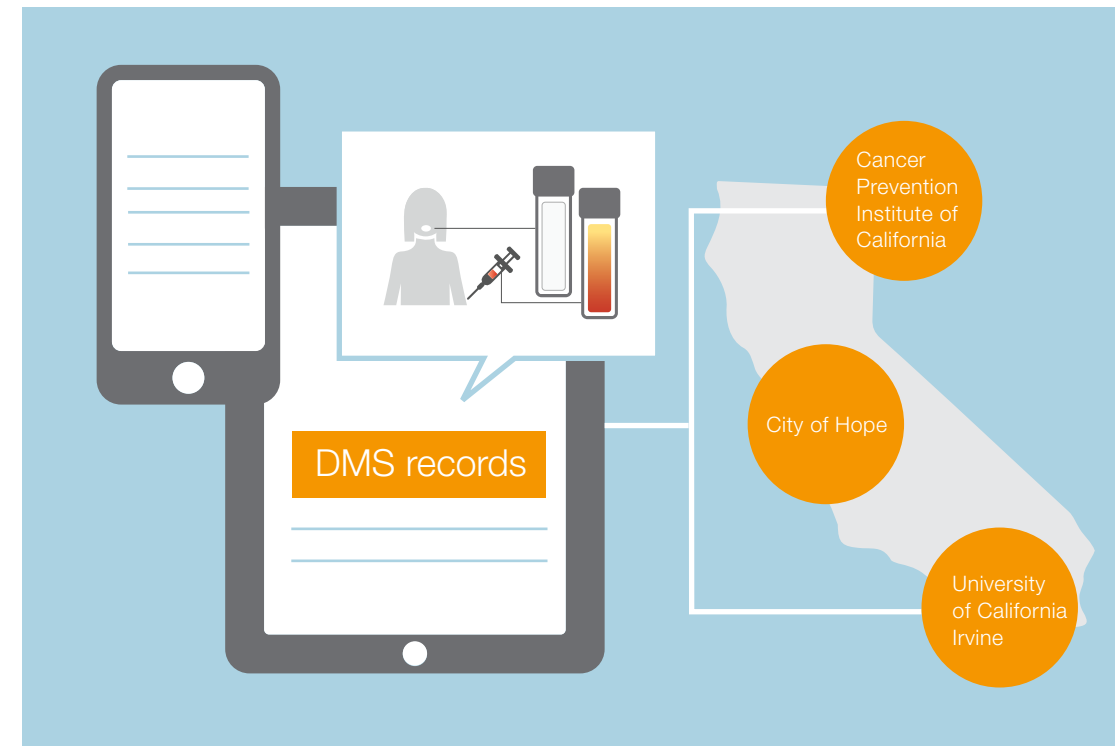 DMS records
Cancer
Prevention
Institute of
California
City of Hope
University
of California
Irvine